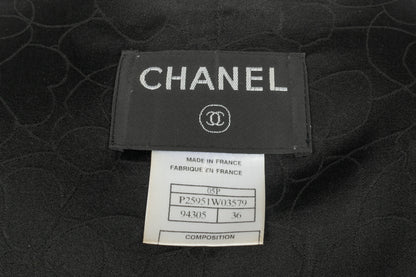 CHANEL
MADE IN FRANCE
FABRIQUE EN FRANCE
05P
P25951W03579
94305 36
COMPOSITION